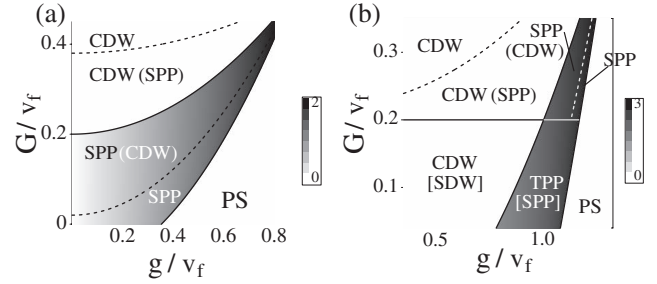 (a)
0.4
0.2
0
G/v_f
CDW
CDW (SPP)
SPP (CDW)
SPP
PS
0.2 0.4 0.6 0.8
g/v_f
2
1
0
(b)
0.3
0.2
0.1
G/v_f
CDW
SPP
(CDW)
SPP
CDW (SPP)
CDW
[SDW]
TPP
[SPP]
PS
0.5 1.0
g/v_f
3
0